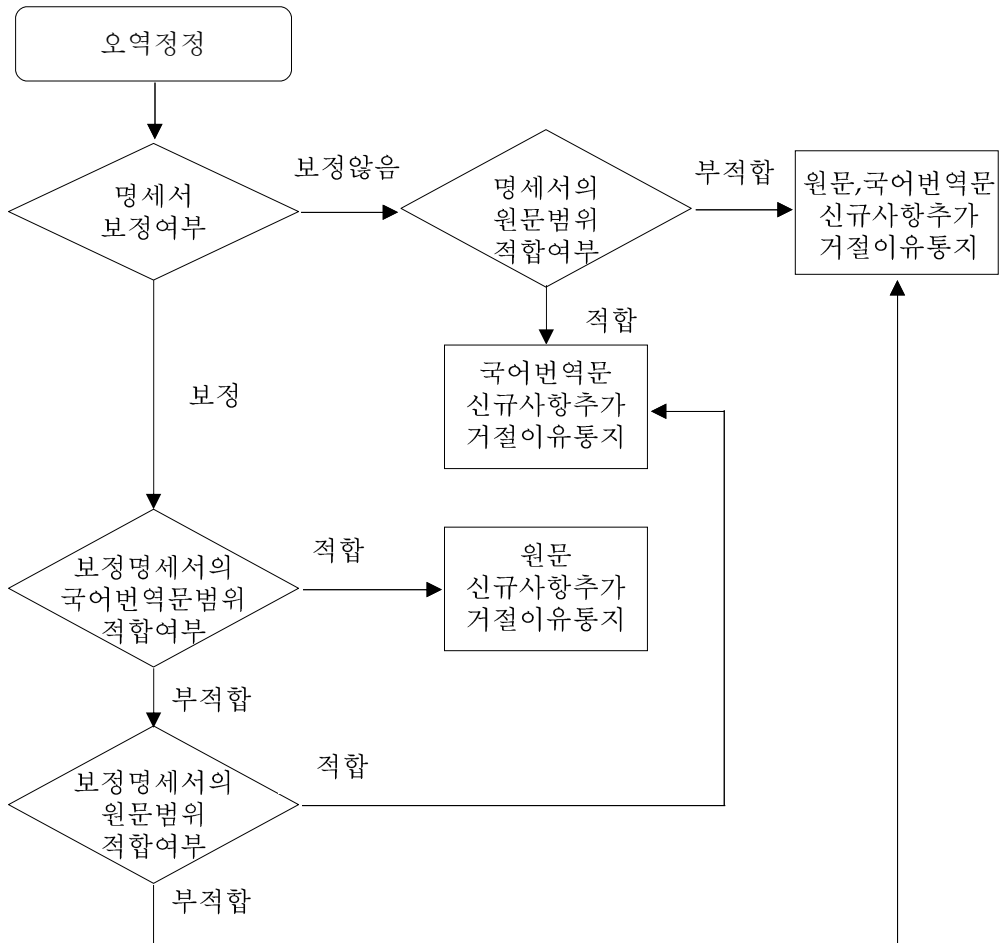 오역정정
명세서
보정여부
보정않음
명세서의
원문범위
적합여부
부적합
원문,국어번역문
신규사항추가
거절이유통지
적합
국어번역문
신규사항추가
거절이유통지
보정
보정명세서의
국어번역문범위
적합여부
적합
원문
신규사항추가
거절이유통지
부적합
보정명세서의
원문범위
적합여부
적합
부적합